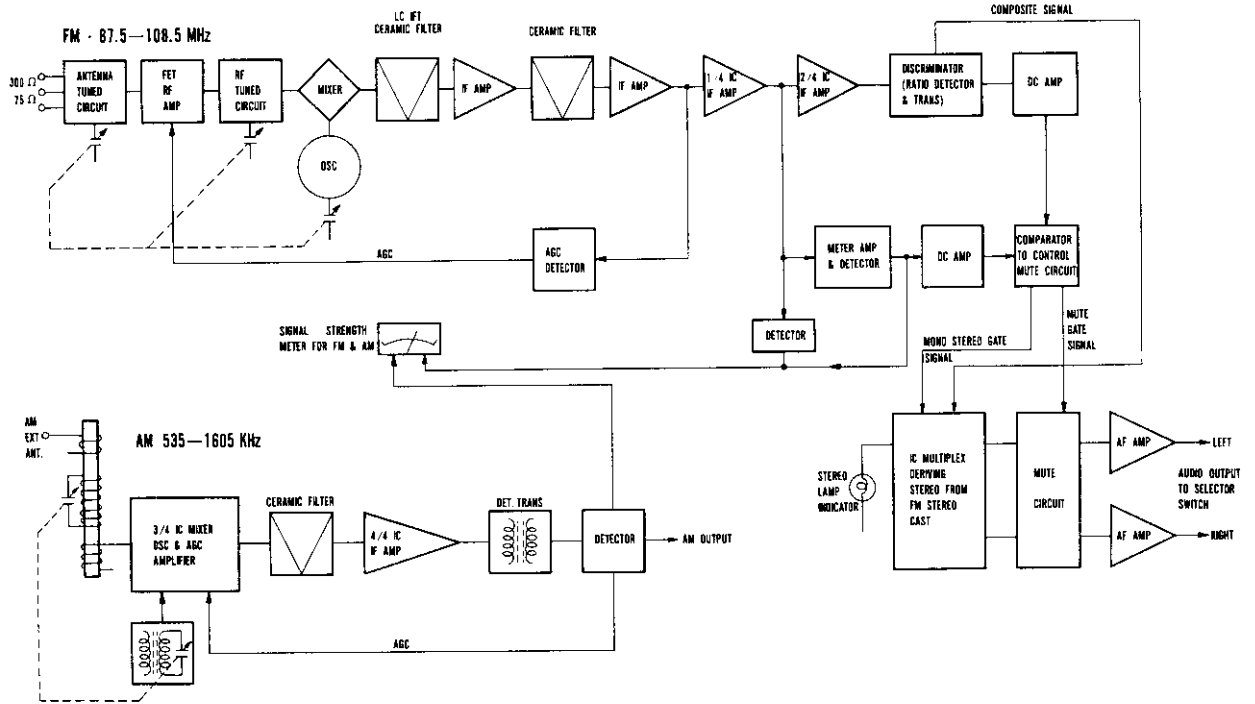 FM - 87.5—108.5 MHz
LC IFT
CERAMIC FILTER
CERAMIC FILTER
COMPOSITE SIGNAL
300 Ω
75 Ω
ANTENNA
TUNED
CIRCUIT
FET
RF
AMP
RF
TUNED
CIRCUIT
MIXER
IF AMP
IF AMP
1/4 IC
IF AMP
2/4 IC
IF AMP
DISCRIMINATOR
(RATIO DETECTOR
& TRANS)
DC AMP
OSC
AGC
AGC
DETECTOR
METER AMP
& DETECTOR
DC AMP
COMPARATOR
TO CONTROL
MUTE CIRCUIT
SIGNAL STRENGTH
METER FOR FM & AM
DETECTOR
MONO STEREO GATE
SIGNAL
MUTE
GATE
SIGNAL
AM
EXT
ANT.
AM 535—1605 KHz
3/4 IC MIXER
OSC & AGC
AMPLIFIER
CERAMIC FILTER
4/4 IC
IF AMP
DET. TRANS
DETECTOR
AM OUTPUT
AGC
STEREO
LAMP
INDICATOR
IC MULTIPLEX
DERIVING
STEREO FROM
FM STEREO
CAST
MUTE
CIRCUIT
AF AMP
LEFT
AF AMP
RIGHT
AUDIO OUTPUT
TO SELECTOR
SWITCH